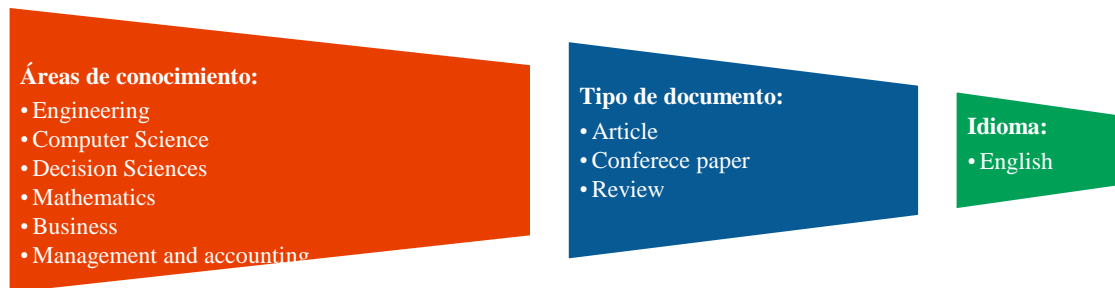 Áreas de conocimiento:
• Engineering
• Computer Science
• Decision Sciences
• Mathematics
• Business
• Management and accounting
Tipo de documento:
• Article
• Conferece paper
• Review
Idioma:
• English